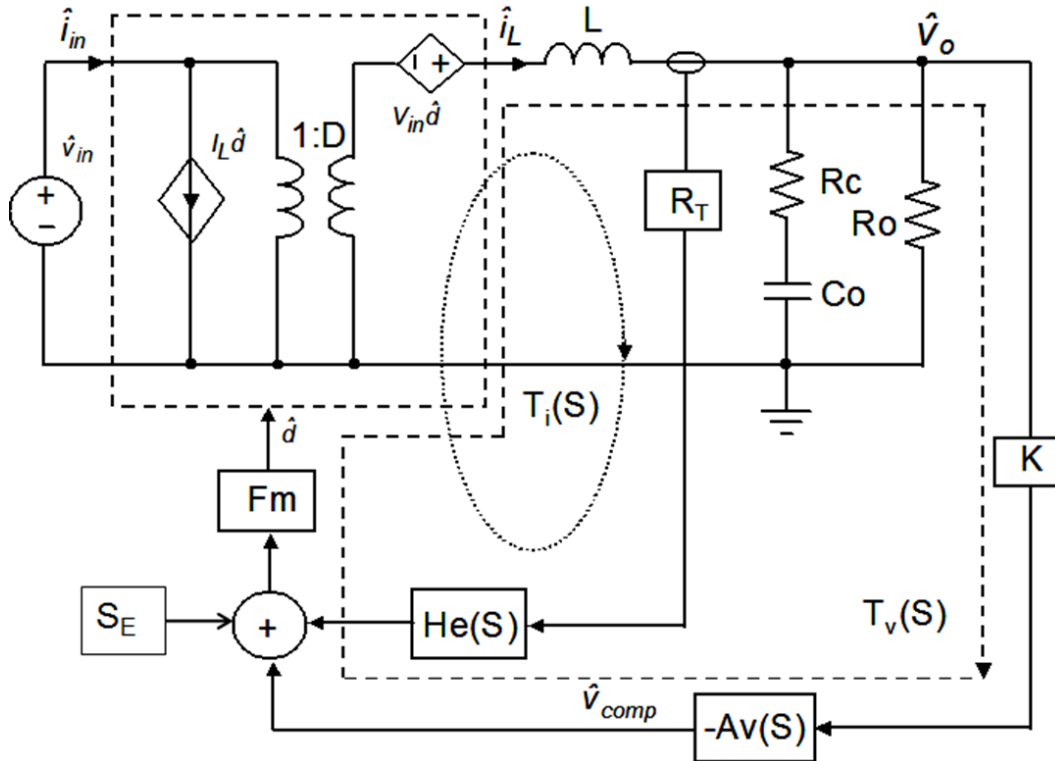 î_in
î_L
L
v̂_o
1:D
V_in d̂
I_L d̂
v̂_in
+
−
+
R_T
Rc
Ro
Co
T_i(S)
d̂
K
Fm
S_E
+
He(S)
T_v(S)
v̂_comp
-Av(S)